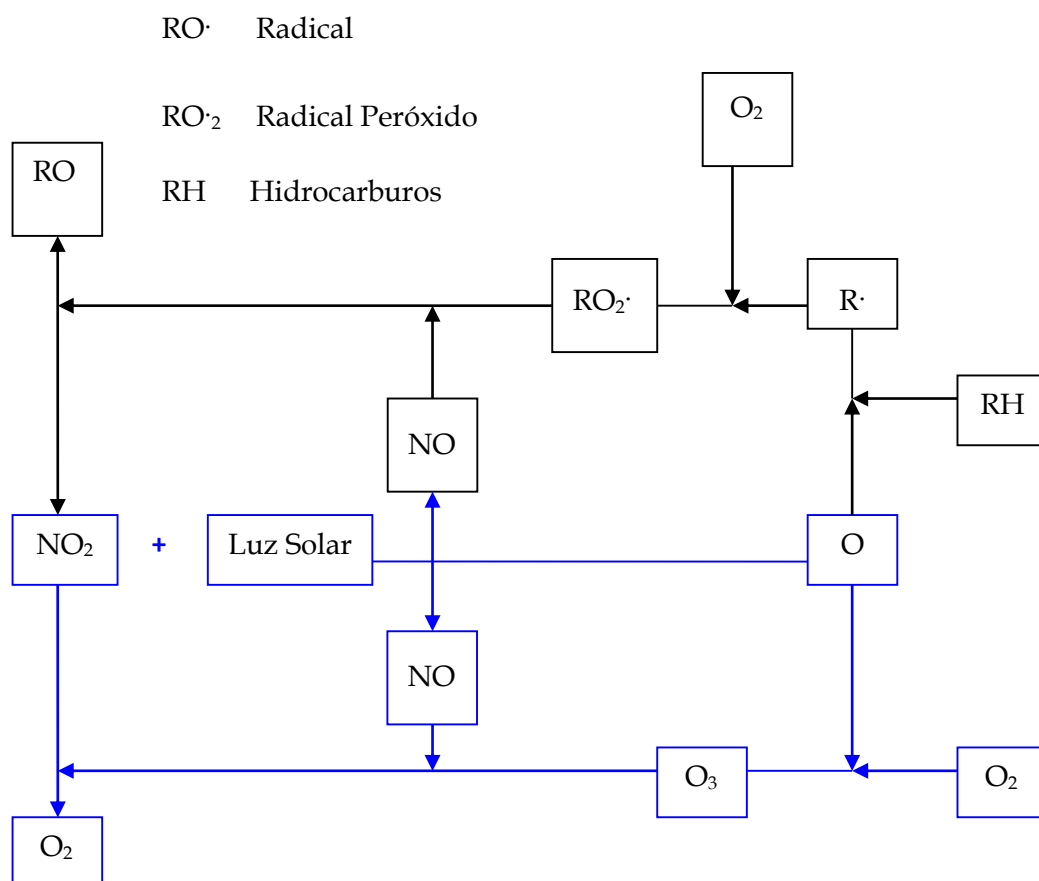 RO· Radical
O₂
RO·₂ Radical Peróxido
RO
RH Hidrocarburos
RO₂· R·
RH
NO
NO₂ + Luz Solar O
NO
O₃ O₂
O₂